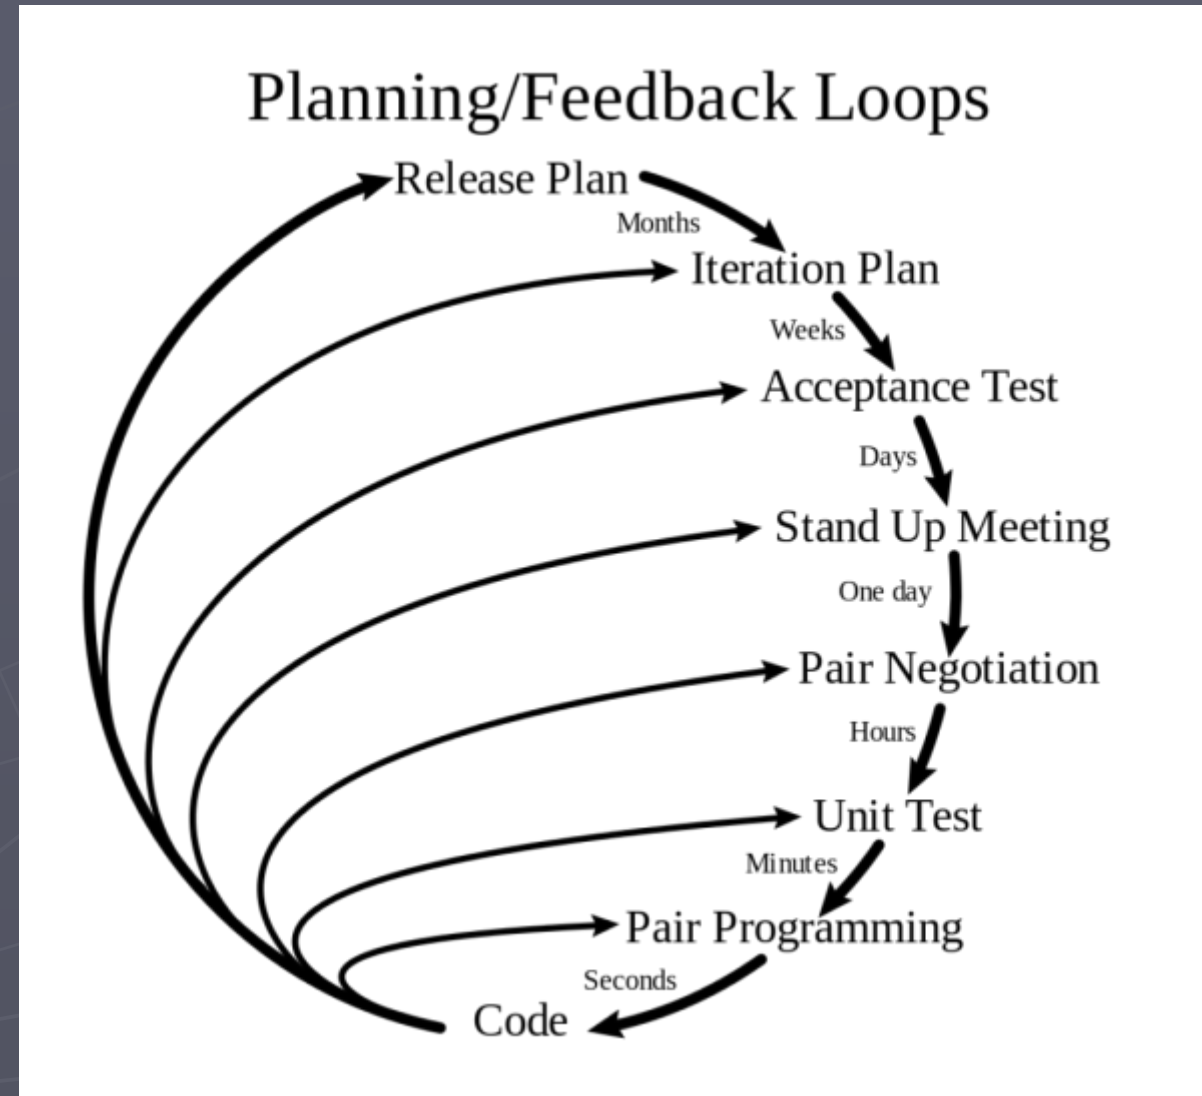 Planning/Feedback Loops
Release Plan
Months
Iteration Plan
Weeks
Acceptance Test
Days
Stand Up Meeting
One day
Pair Negotiation
Hours
Unit Test
Minutes
Pair Programming
Seconds
Code